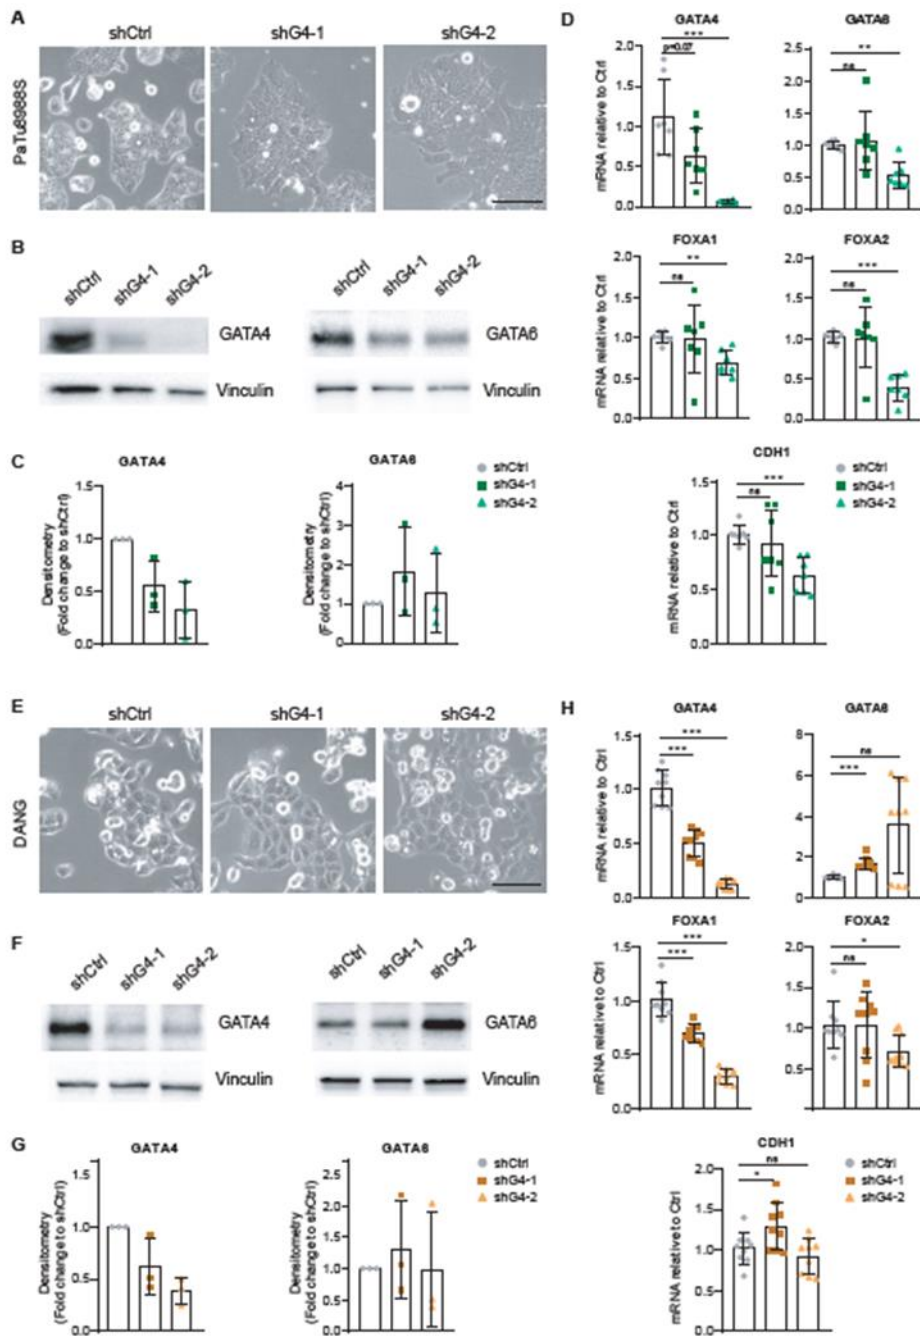 A
shCtrl shG4-1 shG4-2
PaTu8988S
B
shCtrl shG4-1 shG4-2
GATA4
Vinculin
shCtrl shG4-1 shG4-2
GATA6
Vinculin
C
GATA4
Densitometry
(Fold change to shCtrl)
1.5
1.0
0.5
0.0
GATA6
Densitometry
(Fold change to shCtrl)
6
4
2
1
0
shCtrl
shG4-1
shG4-2
D
GATA4
mRNA relative to Ctrl
2.0
1.5
1.0
0.5
0.0
***
p=0.07
GATA6
2.5
2.0
1.5
1.0
0.5
0.0
**
ns
FOXA1
mRNA relative to Ctrl
2.0
1.5
1.0
0.5
0.0
**
ns
FOXA2
2.0
1.5
1.0
0.5
0.0
***
ns
CDH1
mRNA relative to Ctrl
1.5
1.0
0.5
0.0
***
ns
shCtrl
shG4-1
shG4-2
E
shCtrl shG4-1 shG4-2
DANG
F
shCtrl shG4-1 shG4-2
GATA4
Vinculin
shCtrl shG4-1 shG4-2
GATA6
Vinculin
G
GATA4
Densitometry
(Fold change to shCtrl)
1.5
1.0
0.5
0.0
GATA6
Densitometry
(Fold change to shCtrl)
2.5
2.0
1.5
1.0
0.5
0.0
shCtrl
shG4-1
shG4-2
H
GATA4
mRNA relative to Ctrl
1.5
1.0
0.5
0.0
***
***
GATA6
8
6
4
2
1
0
ns
***
FOXA1
mRNA relative to Ctrl
1.5
1.0
0.5
0.0
***
***
FOXA2
2.0
1.5
1.0
0.5
0.0
*
ns
CDH1
mRNA relative to Ctrl
2.0
1.5
1.0
0.5
0.0
ns
*
shCtrl
shG4-1
shG4-2